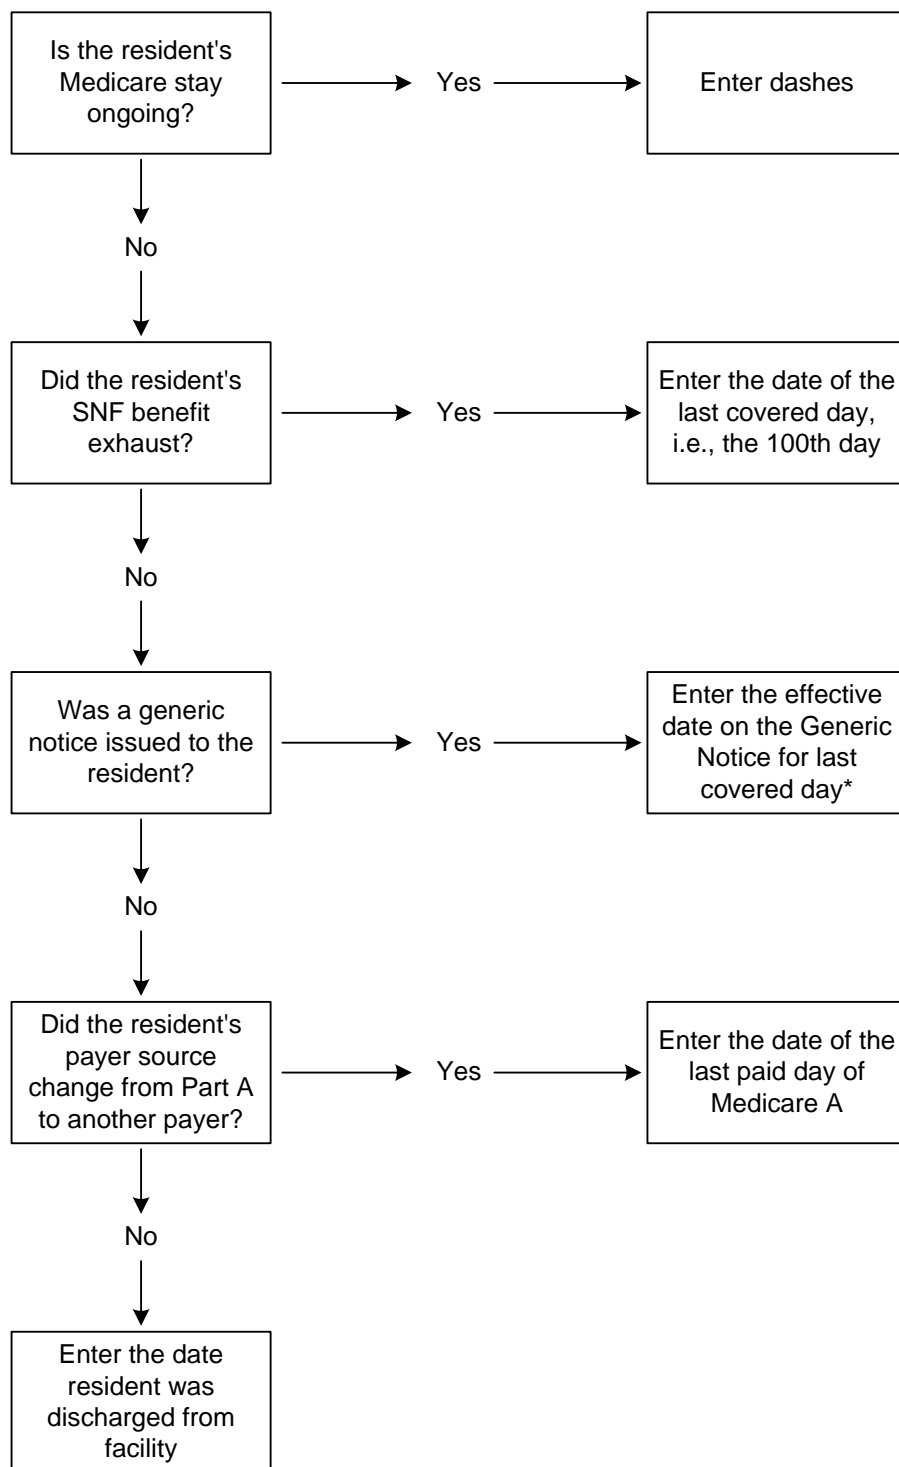 Is the resident's
Medicare stay
ongoing?
Yes
Enter dashes
No
Did the resident's
SNF benefit
exhaust?
Yes
Enter the date of the
last covered day,
i.e., the 100th day
No
Was a generic
notice issued to the
resident?
Yes
Enter the effective
date on the Generic
Notice for last
covered day*
No
Did the resident's
payer source
change from Part A
to another payer?
Yes
Enter the date of the
last paid day of
Medicare A
No
Enter the date
resident was
discharged from
facility